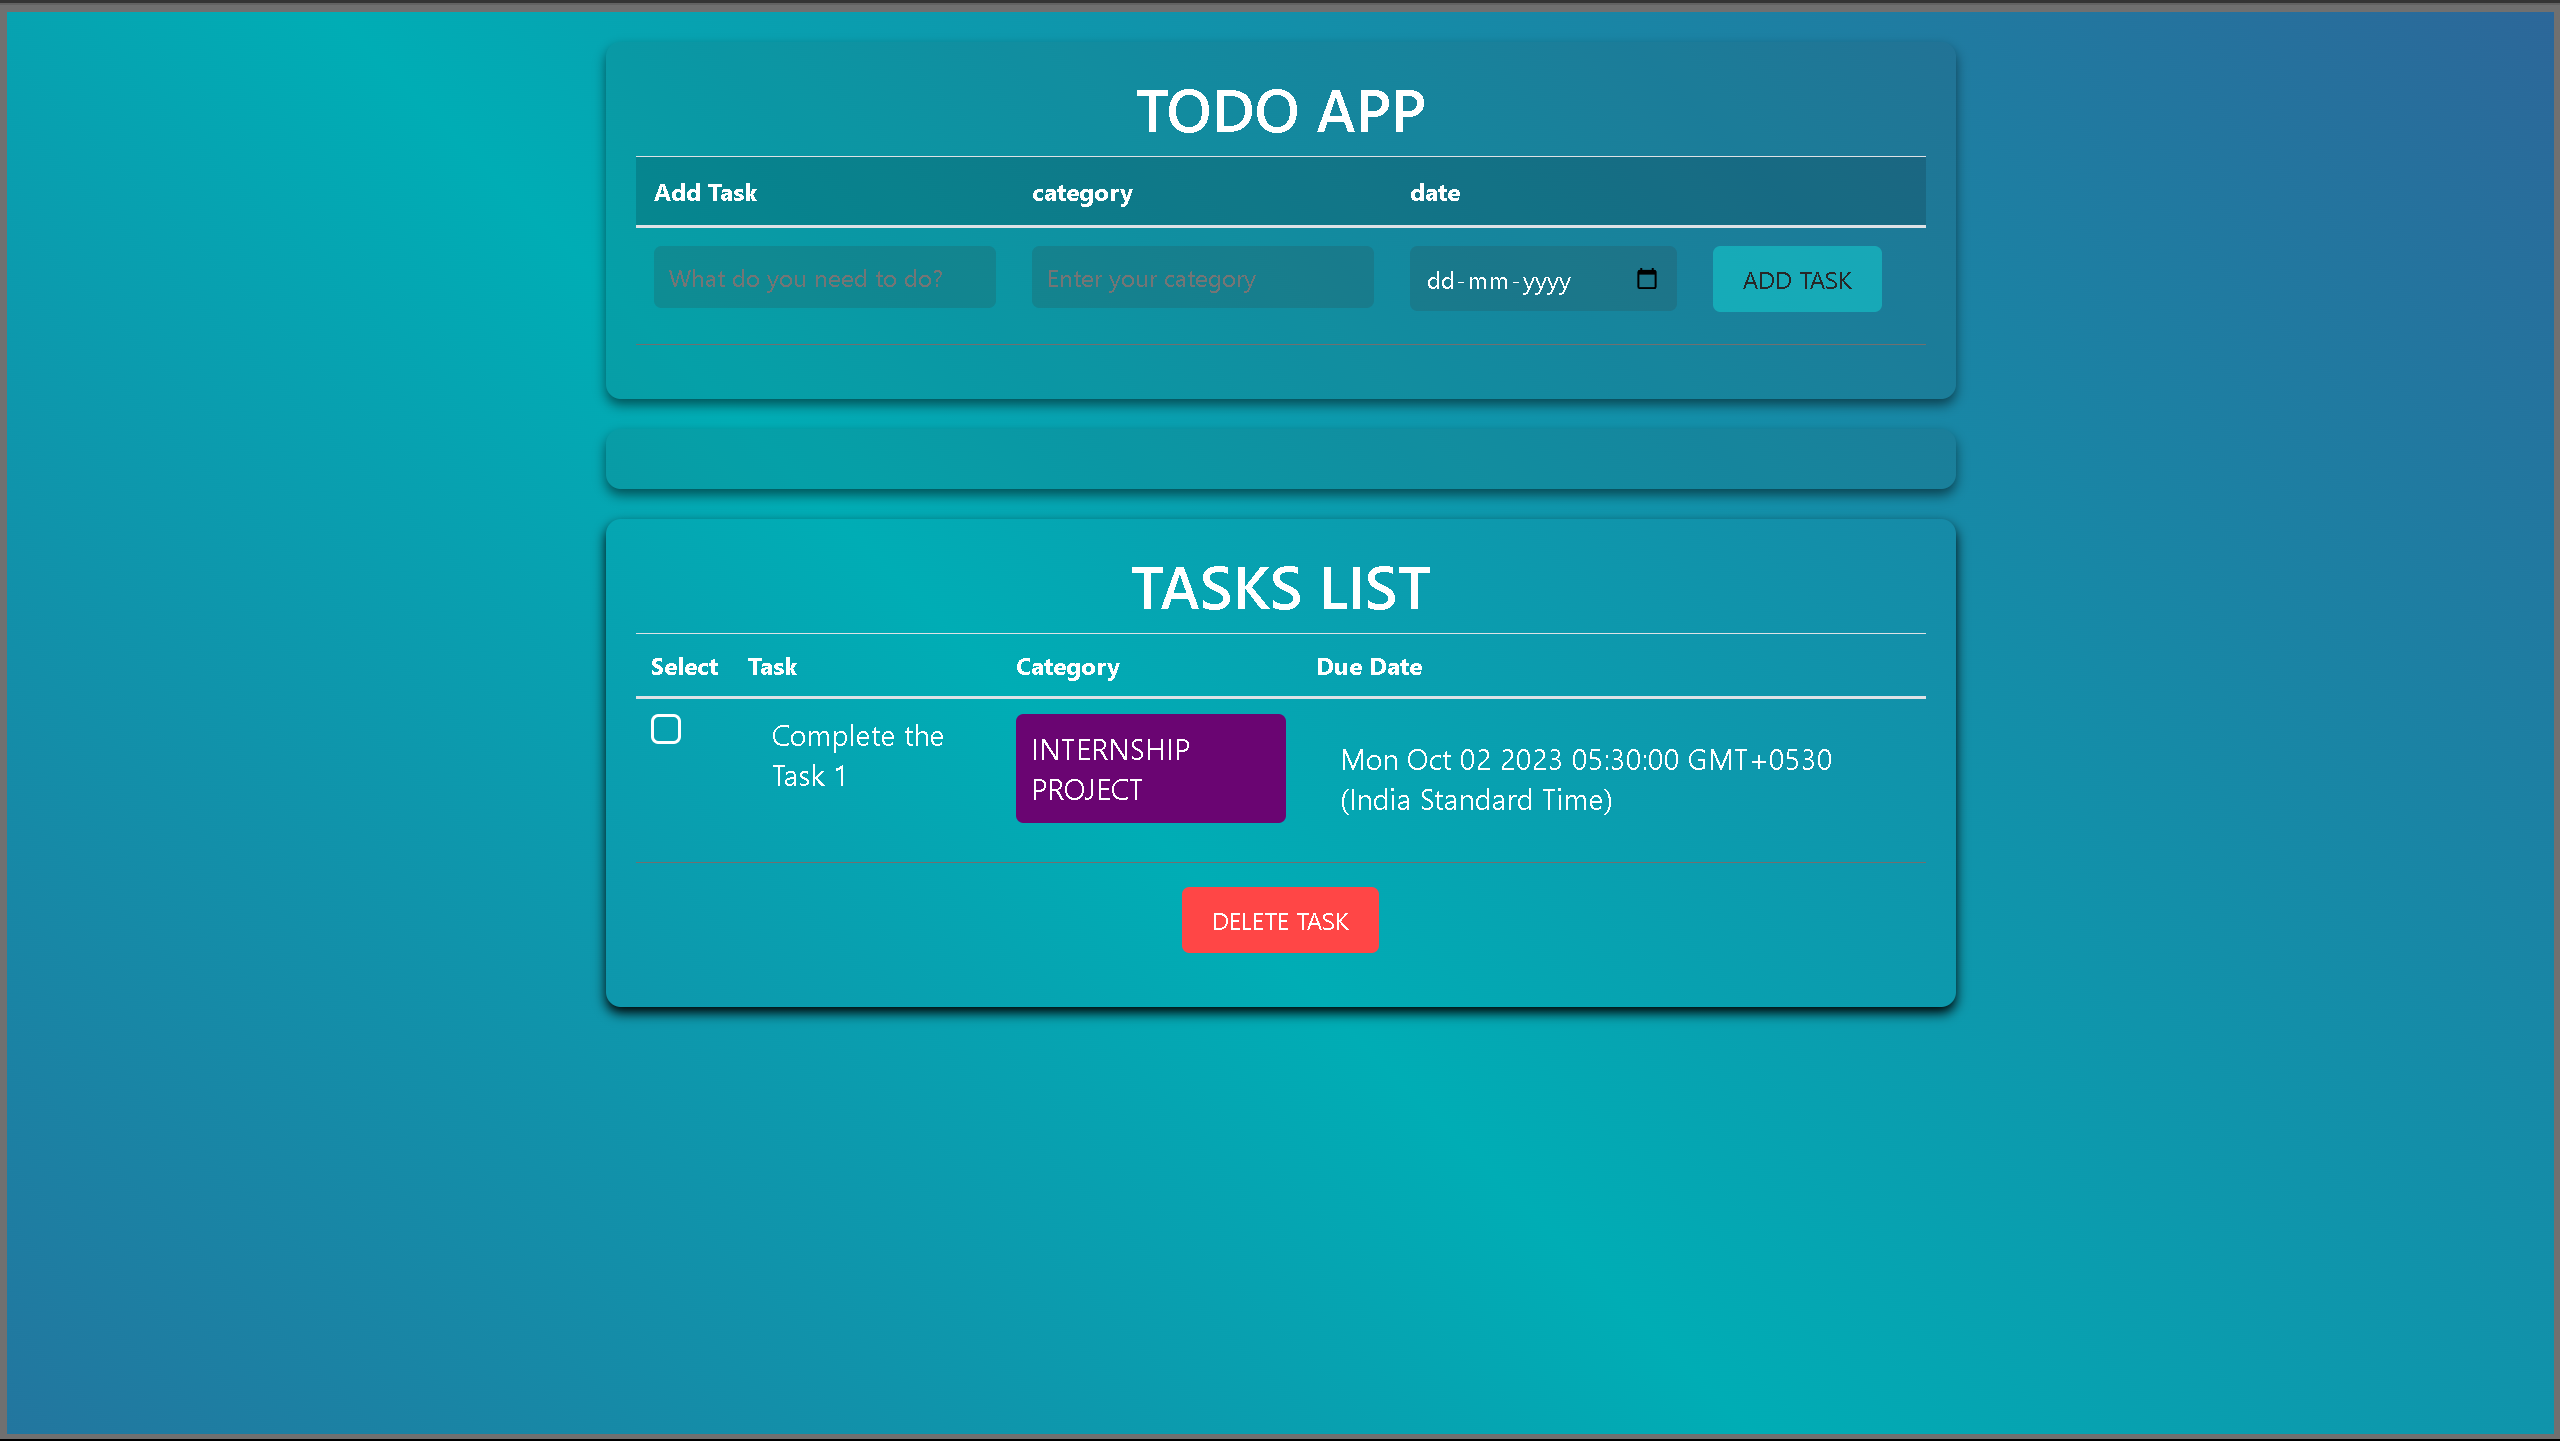 TODO APP
Add Task category date
What do you need to do? Enter your category dd-mm-yyyy ADD TASK
TASKS LIST
Select Task Category Due Date
Complete the
Task 1
INTERNSHIP
PROJECT
Mon Oct 02 2023 05:30:00 GMT+0530
(India Standard Time)
DELETE TASK